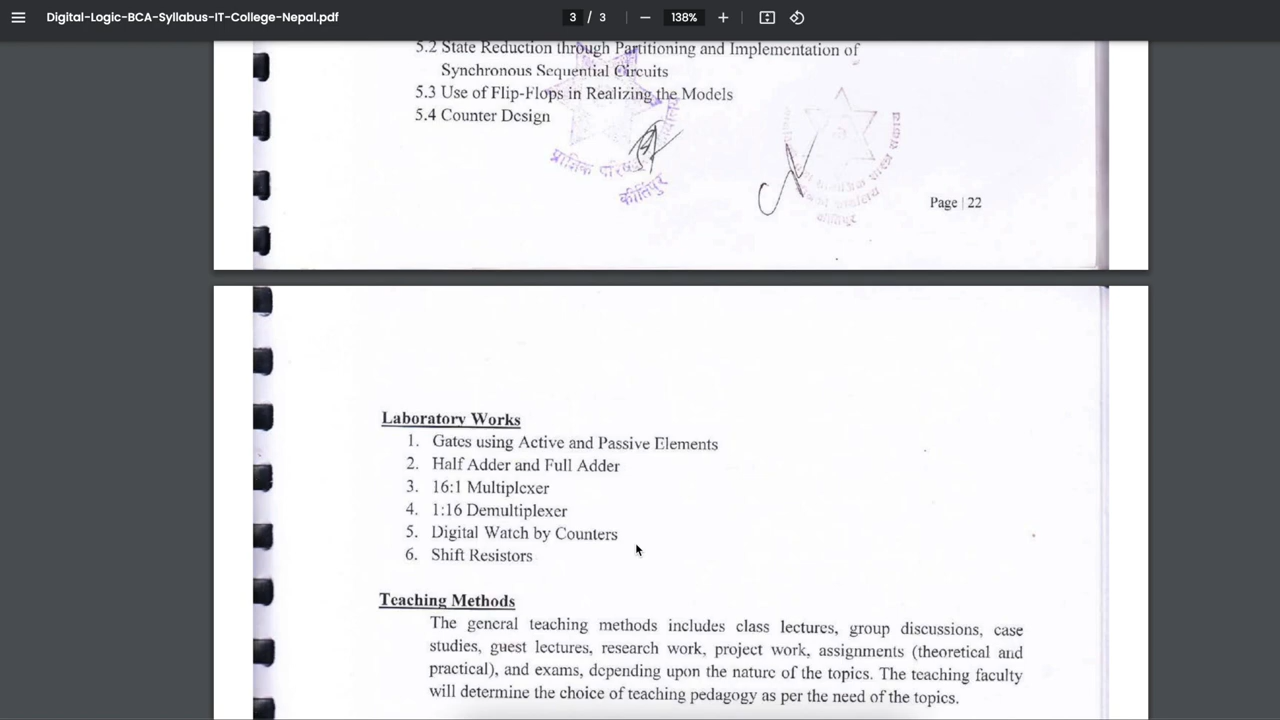 Digital-Logic-BCA-Syllabus-IT-College-Nepal.pdf
3 / 3
138%
5.2 State Reduction through Partitioning and Implementation of
Synchronous Sequential Circuits
5.3 Use of Flip-Flops in Realizing the Models
5.4 Counter Design
कीर्तिपुर
Page | 22
Laboratory Works
1. Gates using Active and Passive Elements
2. Half Adder and Full Adder
3. 16:1 Multiplexer
4. 1:16 Demultiplexer
5. Digital Watch by Counters
6. Shift Resistors
Teaching Methods
The general teaching methods includes class lectures, group discussions, case
studies, guest lectures, research work, project work, assignments (theoretical and
practical), and exams, depending upon the nature of the topics. The teaching faculty
will determine the choice of teaching pedagogy as per the need of the topics.